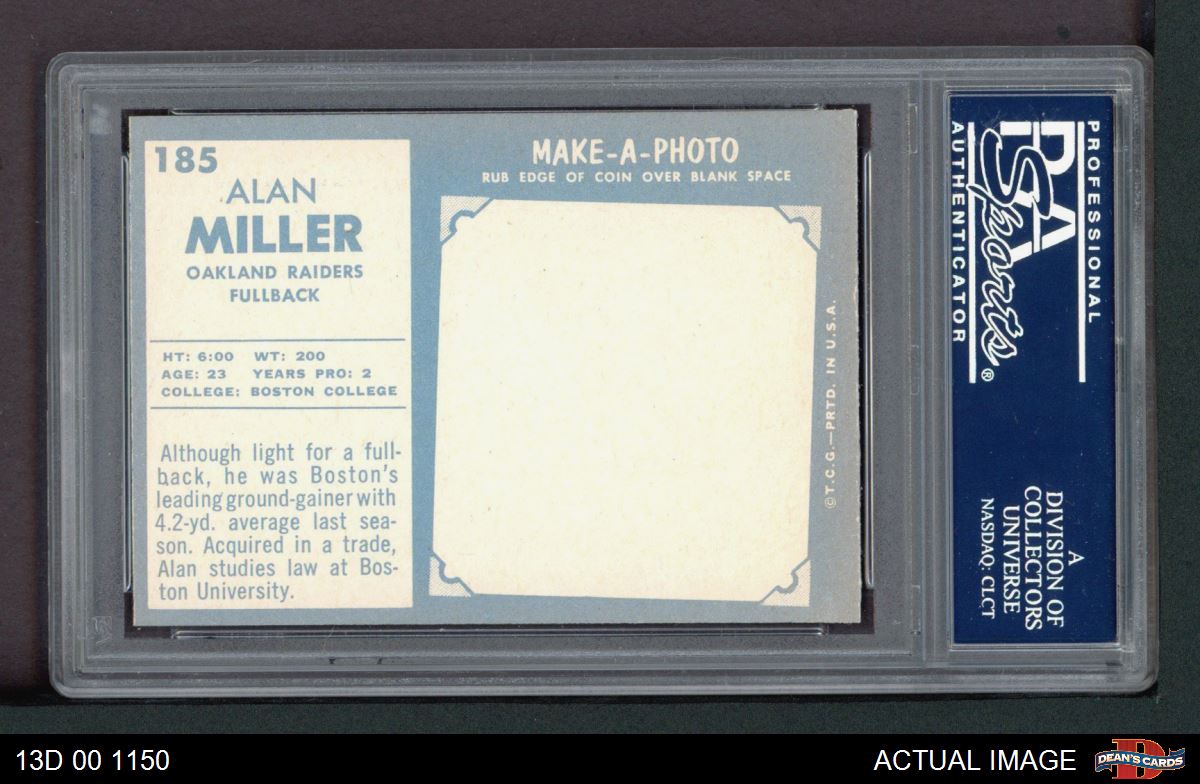 185
ALAN
MILLER
OAKLAND RAIDERS
FULLBACK
HT: 6:00 WT: 200
AGE: 23 YEARS PRO: 2
COLLEGE: BOSTON COLLEGE
Although light for a full-
back, he was Boston's
leading ground-gainer with
4.2-yd. average last sea-
son. Acquired in a trade,
Alan studies law at Bos-
ton University.
MAKE-A-PHOTO
RUB EDGE OF COIN OVER BLANK SPACE
©T.C.G.—PRTD. IN U.S.A.
PROFESSIONAL
PSA
Sports®
AUTHENTICATOR
A
DIVISION OF
COLLECTORS
UNIVERSE
NASDAQ: CLCT
13D 00 1150
ACTUAL IMAGE
D
DEAN'S CARDS